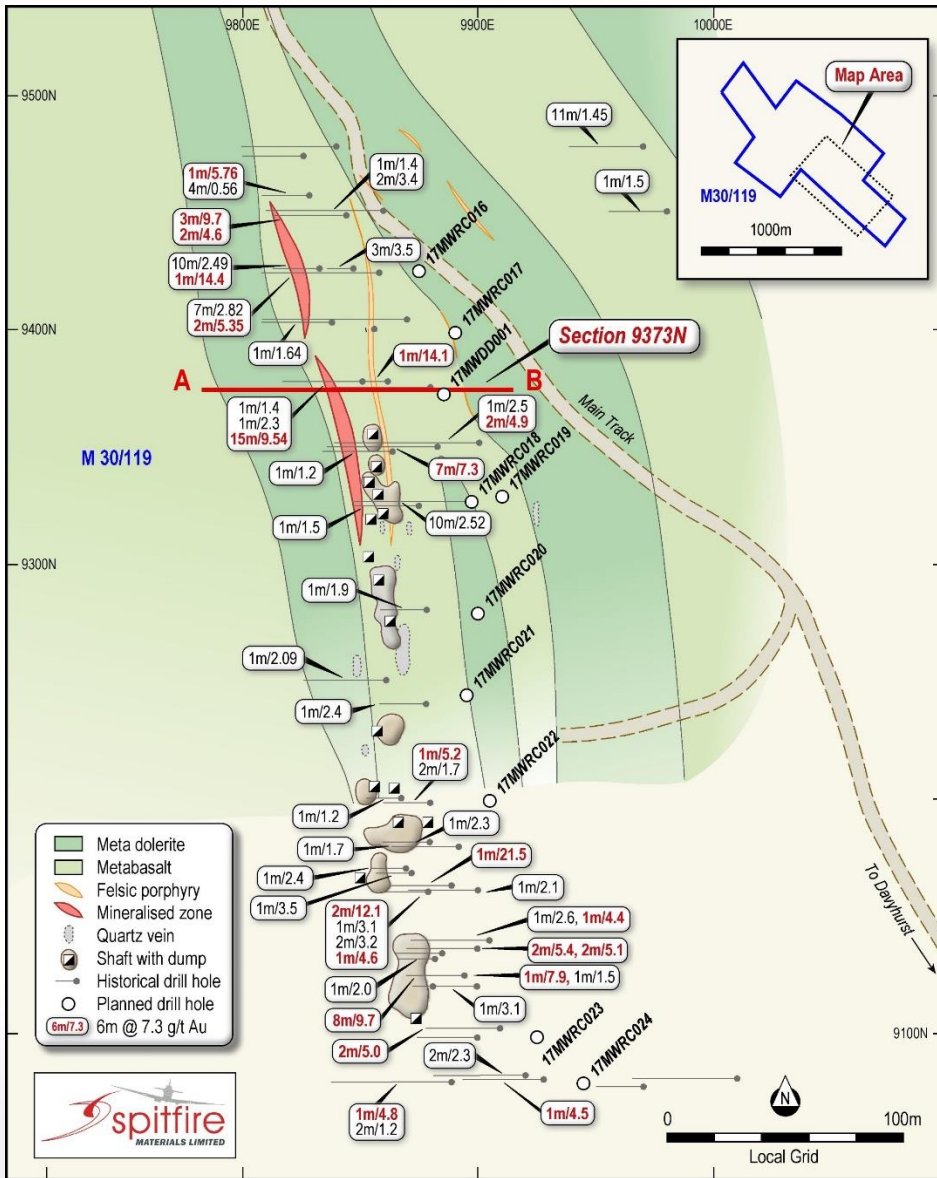 9800E
9900E
10000E
9500N
9400N
9300N
9100N
Map Area
M30/119
1000m
11m/1.45
1m/1.5
1m/1.4
2m/3.4
1m/5.76
4m/0.56
3m/9.7
2m/4.6
3m/3.5
17MWRC016
10m/2.49
1m/14.4
17MWRC017
7m/2.82
2m/5.35
1m/1.64
1m/14.1
17MWDD001
Section 9373N
A
B
Main Track
1m/1.4
1m/2.3
15m/9.54
1m/2.5
2m/4.9
M 30/119
1m/1.2
7m/7.3
17MWRC018
17MWRC019
1m/1.5
10m/2.52
17MWRC020
1m/1.9
17MWRC021
1m/2.09
1m/2.4
17MWRC022
1m/5.2
2m/1.7
1m/1.2
1m/2.3
1m/1.7
1m/21.5
1m/2.4
1m/2.1
1m/3.5
2m/12.1
1m/3.1
2m/3.2
1m/4.6
1m/2.6, 1m/4.4
2m/5.4, 2m/5.1
1m/7.9, 1m/1.5
1m/2.0
1m/3.1
8m/9.7
17MWRC023
17MWRC024
2m/5.0
2m/2.3
1m/4.8
2m/1.2
1m/4.5
To Davyhurst
Meta dolerite
Metabasalt
Felsic porphyry
Mineralised zone
Quartz vein
Shaft with dump
Historical drill hole
Planned drill hole
6m/7.3 6m @ 7.3 g/t Au
spitfire
MATERIALS LIMITED
N
0
100m
Local Grid